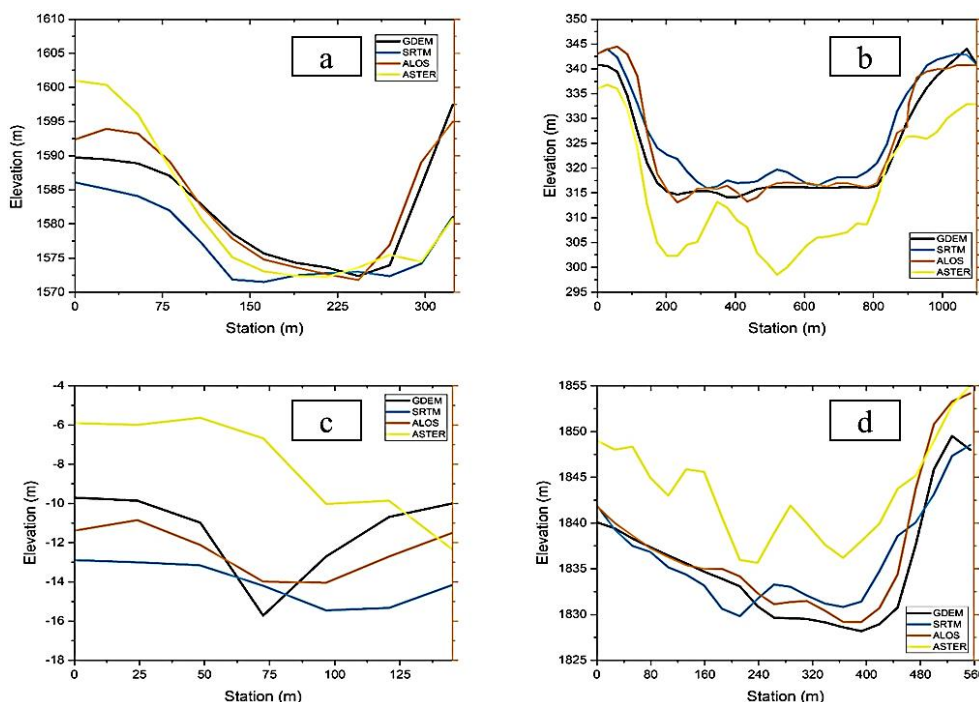 1610
1605
1600
1595
1590
1585
1580
1575
1570
Elevation (m)
0 75 150 225 300
Station (m)
a
GDEM
SRTM
ALOS
ASTER
350
345
340
335
330
325
320
315
310
305
300
295
Elevation (m)
0 200 400 600 800 1000
Station (m)
b
GDEM
SRTM
ALOS
ASTER
-4
-6
-8
-10
-12
-14
-16
-18
Elevation (m)
0 25 50 75 100 125
Station (m)
c
GDEM
SRTM
ALOS
ASTER
1855
1850
1845
1840
1835
1830
1825
Elevation (m)
0 80 160 240 320 400 480 560
Station (m)
d
GDEM
SRTM
ALOS
ASTER